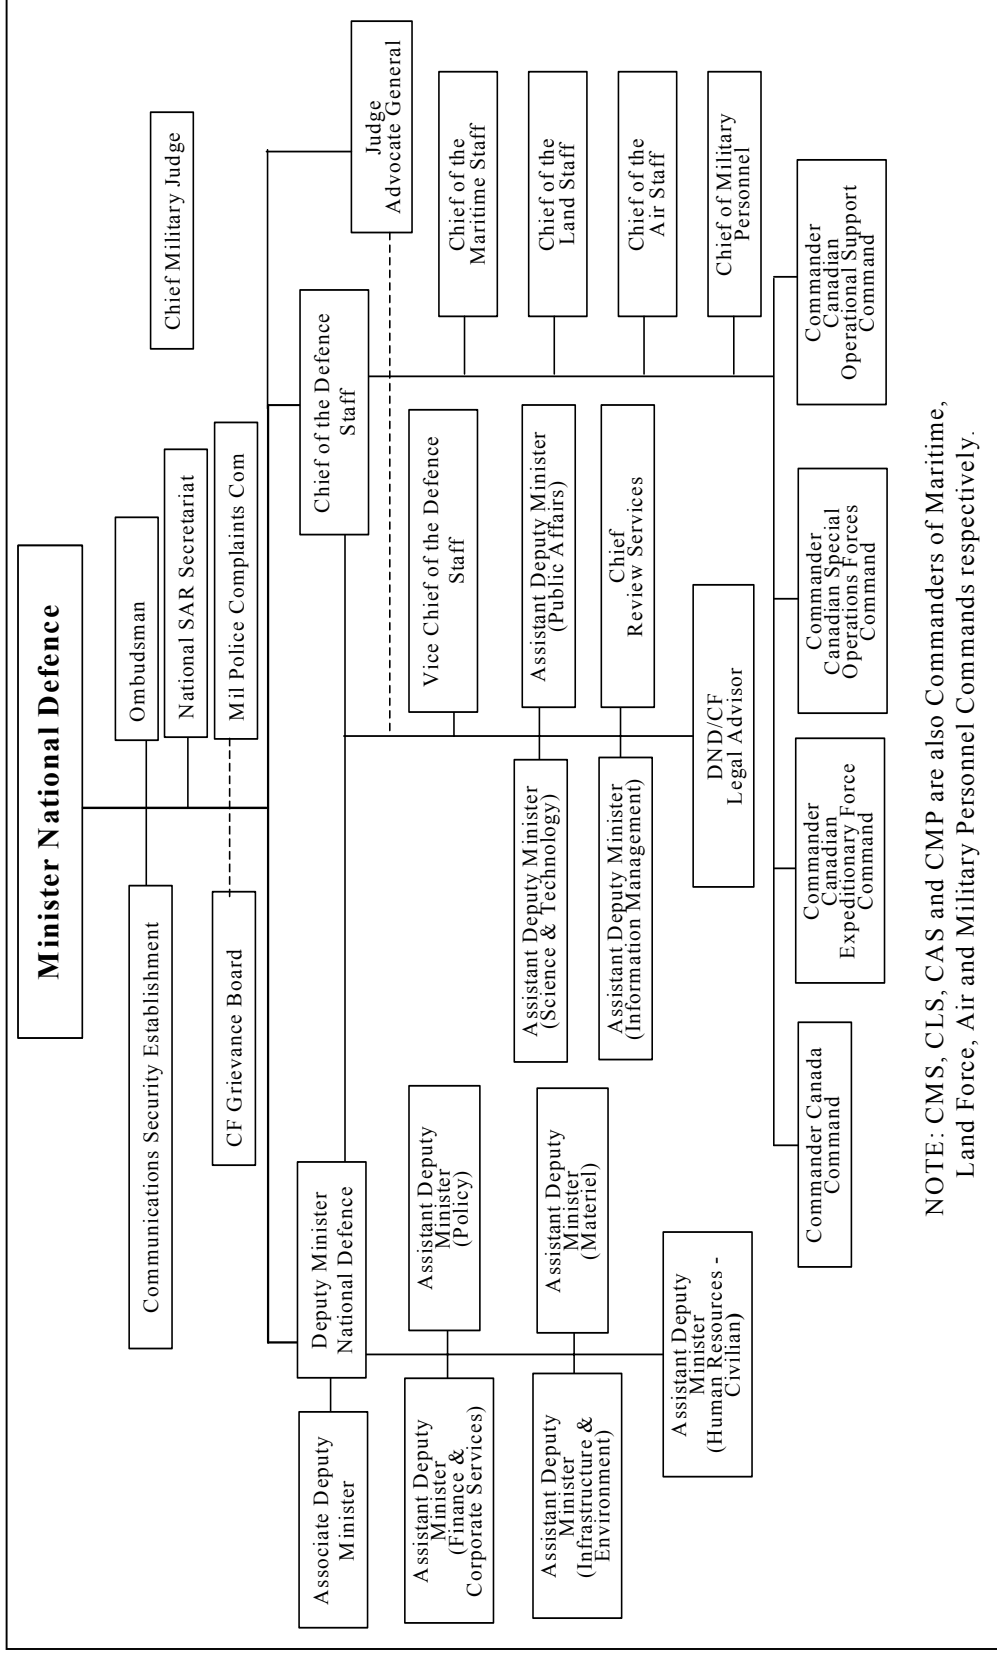 Minister National Defence
Ombudsman
Communications Security Establishment
Chief Military Judge
National SAR Secretariat
CF Grievance Board
Mil Police Complaints Com
Associate Deputy
Minister
Deputy Minister
National Defence
Chief of the Defence
Staff
Judge
Advocate General
Assistant Deputy
Minister
(Finance &
Corporate Services)
Assistant Deputy
Minister
(Policy)
Vice Chief of the Defence
Staff
Chief of the
Maritime Staff
Assistant Deputy Minister
(Science & Technology)
Assistant Deputy Minister
(Public Affairs)
Chief of the
Land Staff
Assistant Deputy
Minister
(Infrastructure &
Environment)
Assistant Deputy
Minister
(Materiel)
Assistant Deputy Minister
(Information Management)
Chief
Review Services
Chief of the
Air Staff
Assistant Deputy
Minister
(Human Resources -
Civilian)
DND/CF
Legal Advisor
Chief of Military
Personnel
Commander Canada
Command
Commander
Canadian
Expeditionary Force
Command
Commander
Canadian Special
Operations Forces
Command
Commander
Canadian
Operational Support
Command
NOTE: CMS, CLS, CAS and CMP are also Commanders of Maritime,
Land Force, Air and Military Personnel Commands respectively.